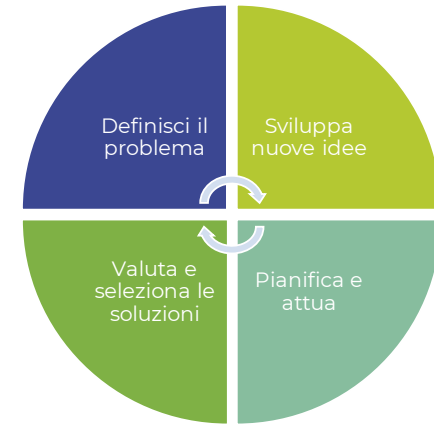 Definisci il
problema
Sviluppa
nuove idee
Valuta e
seleziona le
soluzioni
Pianifica e
attua